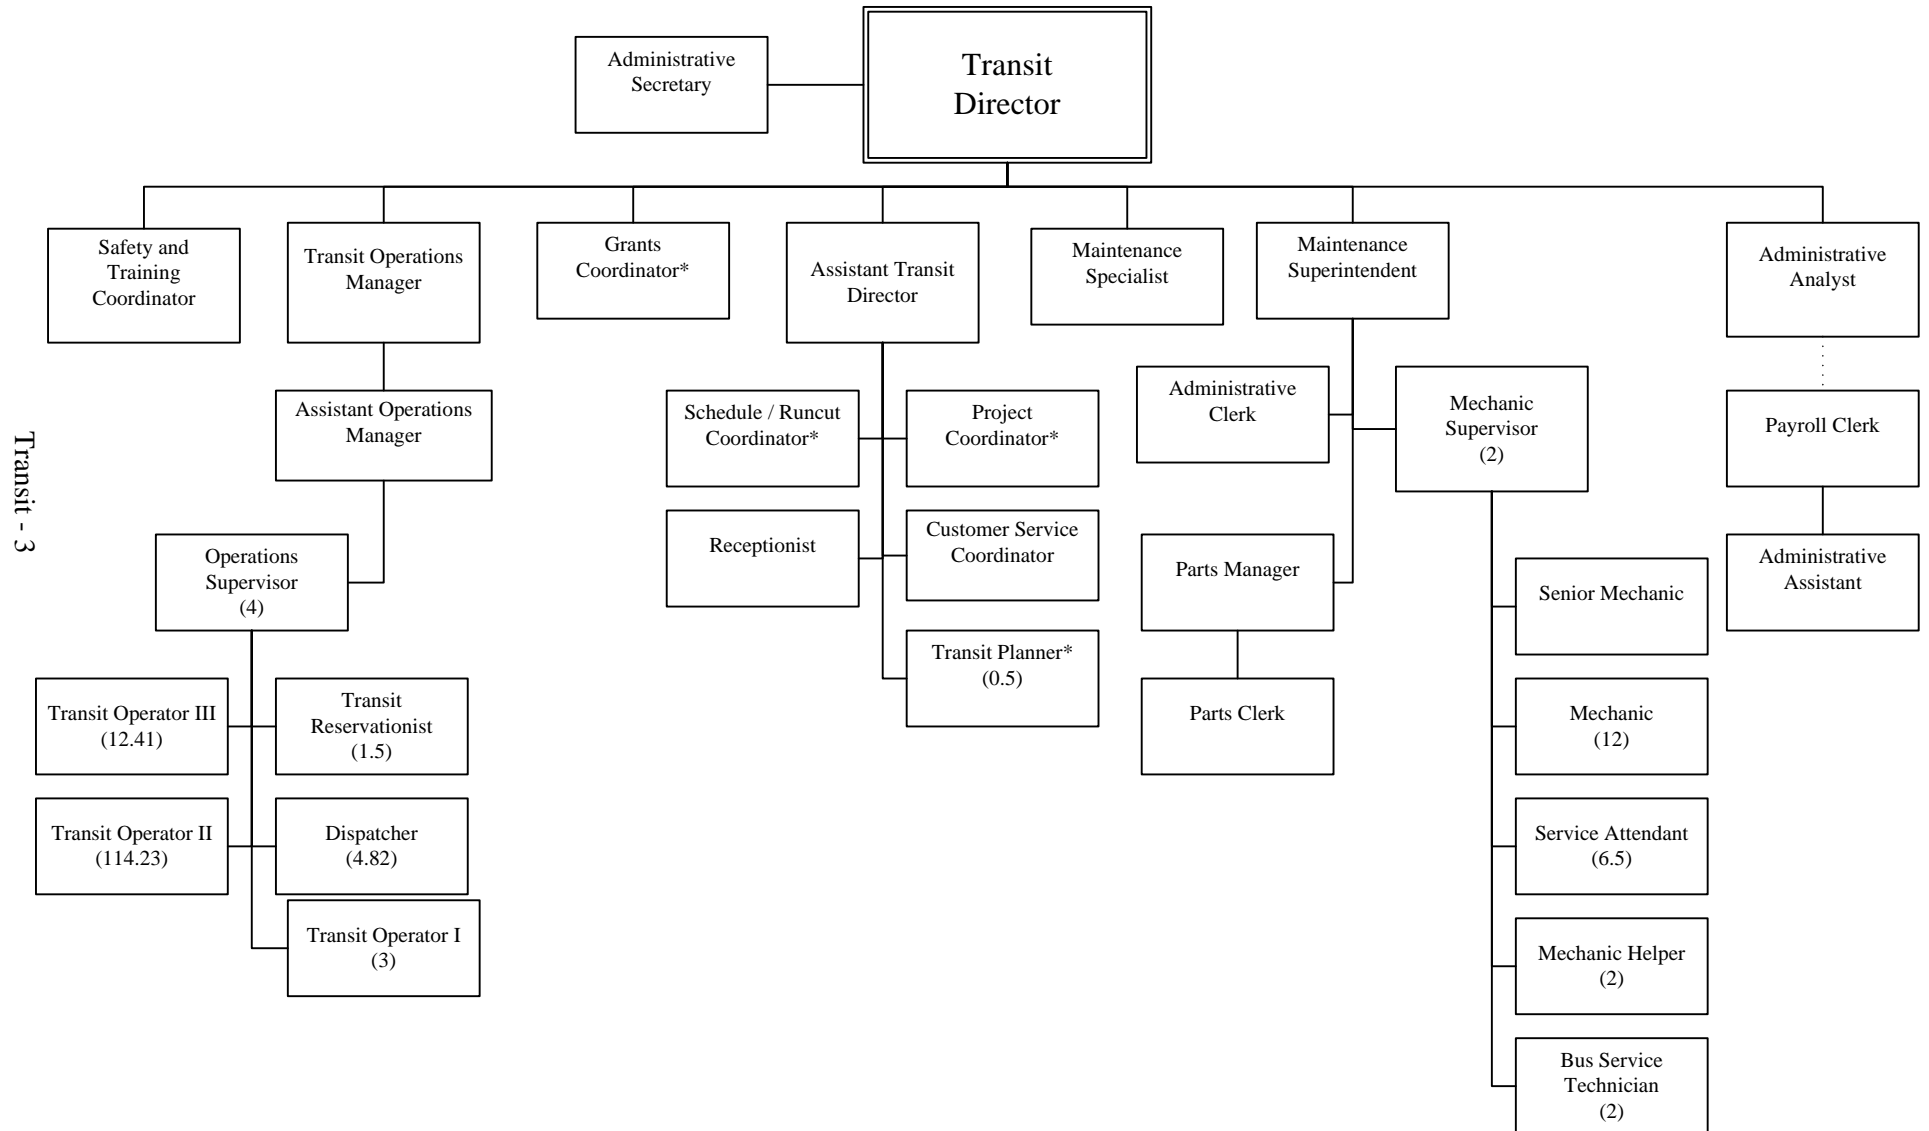 Administrative
Secretary
Transit
Director
Safety and
Training
Coordinator
Transit Operations
Manager
Grants
Coordinator*
Assistant Transit
Director
Maintenance
Specialist
Maintenance
Superintendent
Administrative
Analyst
Assistant Operations
Manager
Schedule / Runcut
Coordinator*
Project
Coordinator*
Administrative
Clerk
Mechanic
Supervisor
(2)
Payroll Clerk
Transit - 3
Operations
Supervisor
(4)
Receptionist
Customer Service
Coordinator
Parts Manager
Senior Mechanic
Administrative
Assistant
Transit Operator III
(12.41)
Transit
Reservationist
(1.5)
Transit Planner*
(0.5)
Parts Clerk
Mechanic
(12)
Transit Operator II
(114.23)
Dispatcher
(4.82)
Service Attendant
(6.5)
Transit Operator I
(3)
Mechanic Helper
(2)
Bus Service
Technician
(2)